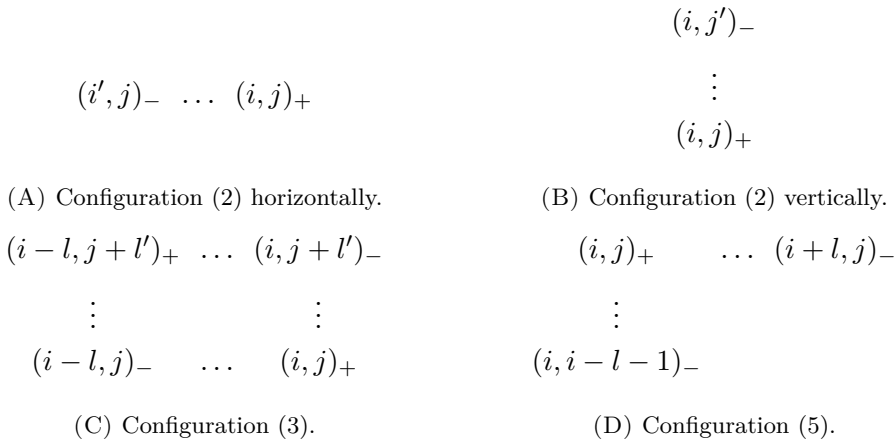 (i', j)₋ … (i, j)₊
(A) Configuration (2) horizontally.
(i, j')₋
⋮
(i, j)₊
(B) Configuration (2) vertically.
(i − l, j + l')₊ … (i, j + l')₋
⋮ ⋮
(i − l, j)₋ … (i, j)₊
(C) Configuration (3).
(i, j)₊ … (i + l, j)₋
⋮
(i, i − l − 1)₋
(D) Configuration (5).